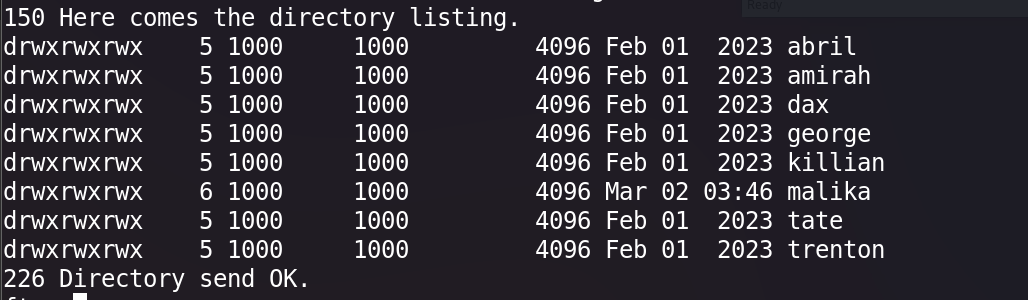 Ready
150 Here comes the directory listing.
drwxrwxrwx    5 1000     1000         4096 Feb 01  2023 abril
drwxrwxrwx    5 1000     1000         4096 Feb 01  2023 amirah
drwxrwxrwx    5 1000     1000         4096 Feb 01  2023 dax
drwxrwxrwx    5 1000     1000         4096 Feb 01  2023 george
drwxrwxrwx    5 1000     1000         4096 Feb 01  2023 killian
drwxrwxrwx    6 1000     1000         4096 Mar 02 03:46 malika
drwxrwxrwx    5 1000     1000         4096 Feb 01  2023 tate
drwxrwxrwx    5 1000     1000         4096 Feb 01  2023 trenton
226 Directory send OK.